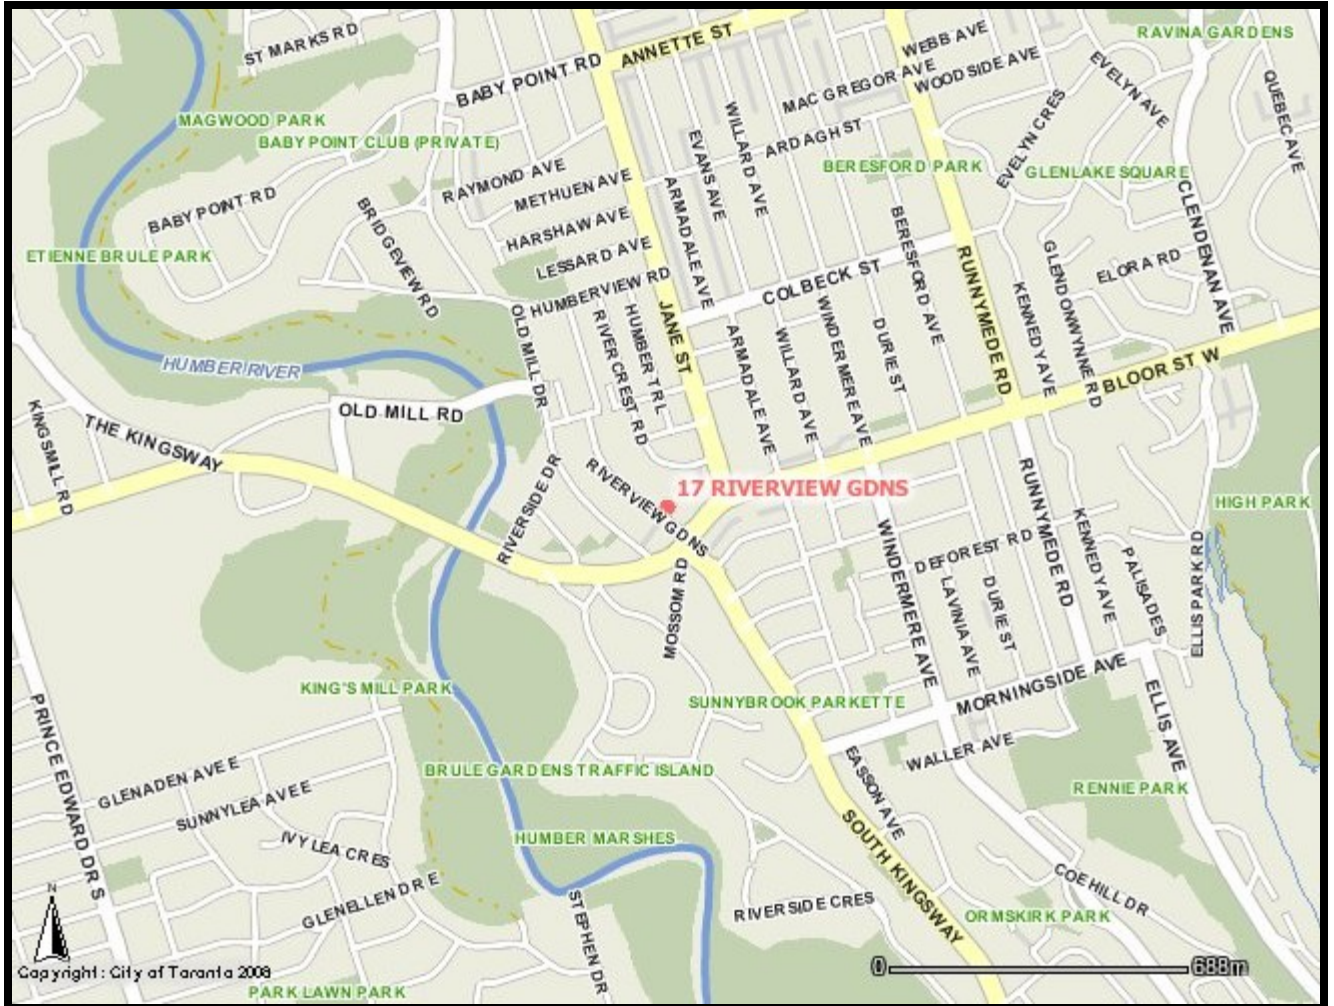 ST MARKS RD
ANNETTE ST
WEBB AVE
RAVINA GARDENS
BABY POINT RD
MAC GREGOR AVE
WOODSIDE AVE
EVELYN AVE
QUEBEC AVE
MAGWOOD PARK
BABY POINT CLUB (PRIVATE)
WILLARD AVE
EVANS AVE
ARDAGH ST
EVELYN CRES
BERESFORD PARK
GLENLAKE SQUARE
RAYMOND AVE
METHUEN AVE
ARMADALE AVE
CLENDENAN AVE
BABY POINT RD
BRIDGEVIEW RD
HARSHAW AVE
BERESFORD AVE
ETIENNE BRULE PARK
LESSARD AVE
RUNNYMEDE RD
GLENDONWYNNE RD
ELORA RD
HUMBERVIEW RD
COLBECK ST
KENNEDY AVE
OLD MILL DR
RIVERCREST RD
HUMBER TRL
JANE ST
ARMADALE AVE
WILLARD AVE
WINDERMERE AVE
DURIE ST
HUMBER RIVER
BLOOR ST W
KINGSMILL RD
THE KINGSWAY
OLD MILL RD
RIVERSIDE DR
RIVERVIEW GDNS
17 RIVERVIEW GDNS
RUNNYMEDE RD
HIGH PARK
WINDERMERE AVE
DEFOREST RD
KENNEDY AVE
PALISADES
ELLIS PARK RD
MOSSOM RD
LAVINIA AVE
DURIE ST
KING'S MILL PARK
SUNNYBROOK PARKETTE
MORNINGSIDE AVE
ELLIS AVE
PRINCE EDWARD DR S
WALLER AVE
GLENADEN AVE E
BRULE GARDENS TRAFFIC ISLAND
EASSON AVE
RENNIE PARK
SUNNYLEA AVE E
HUMBER MARSHES
SOUTH KINGSWAY
IVY LEA CRES
COE HILL DR
GLENELLEN DR E
STEPHEN DR
RIVERSIDE CRES
ORMSKIRK PARK
N
Copyright : City of Toronto 2008
0 688m
PARK LAWN PARK